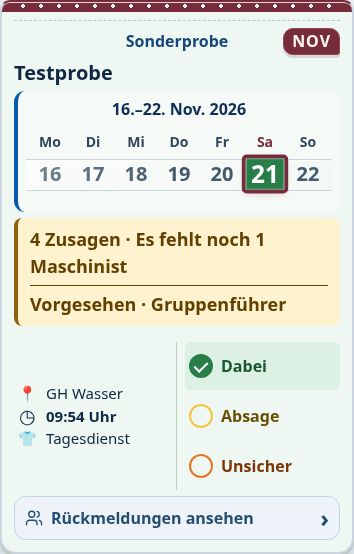 Sonderprobe NOV
Testprobe
16.–22. Nov. 2026
Mo Di Mi Do Fr Sa So
16 17 18 19 20 21 22
4 Zusagen · Es fehlt noch 1
Maschinist
Vorgesehen · Gruppenführer
GH Wasser
09:54 Uhr
Tagesdienst
Dabei
Absage
Unsicher
Rückmeldungen ansehen